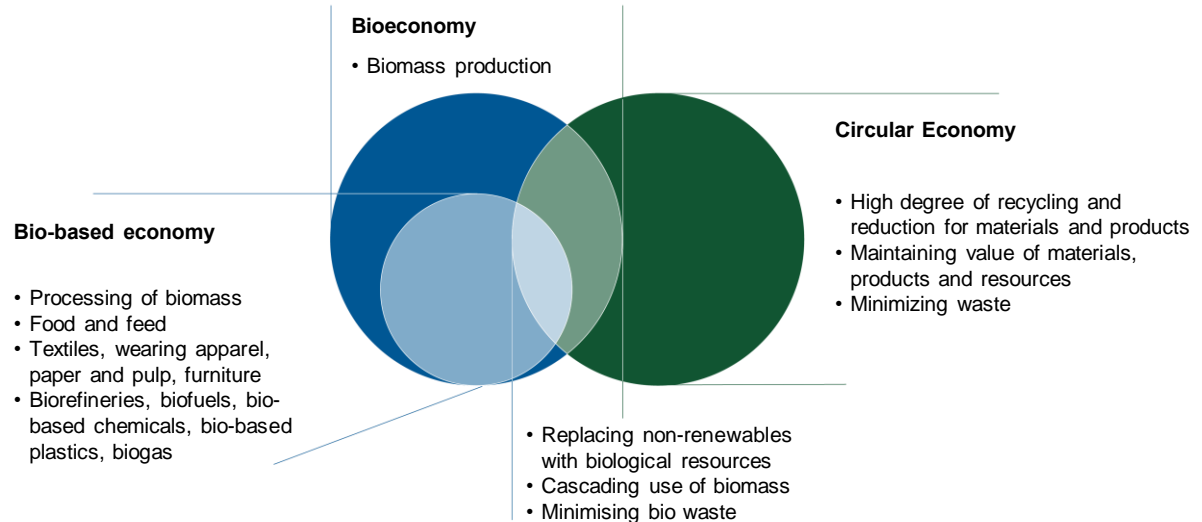 Bioeconomy
• Biomass production
Circular Economy
• High degree of recycling and
reduction for materials and products
• Maintaining value of materials,
products and resources
• Minimizing waste
Bio-based economy
• Processing of biomass
• Food and feed
• Textiles, wearing apparel,
paper and pulp, furniture
• Biorefineries, biofuels, bio-
based chemicals, bio-based
plastics, biogas
• Replacing non-renewables
with biological resources
• Cascading use of biomass
• Minimising bio waste